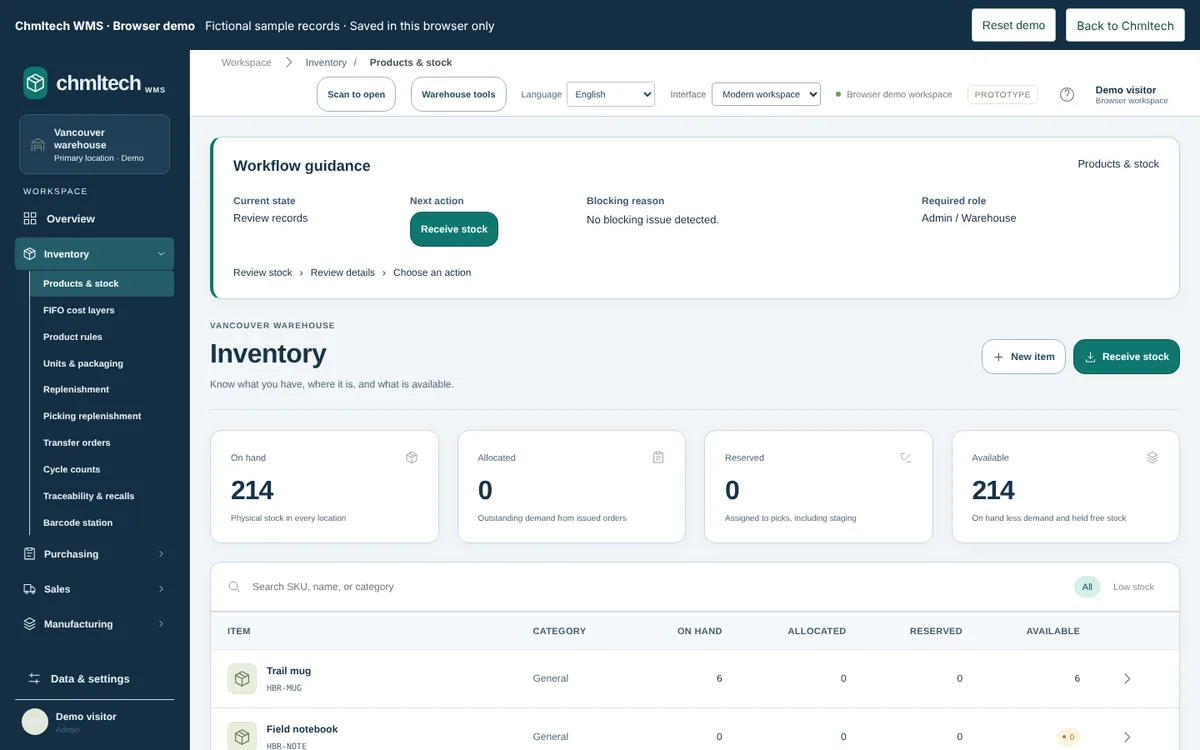 Chmltech WMS · Browser demo Fictional sample records · Saved in this browser only
Reset demo
Back to Chmltech
chmltech WMS
Vancouver
warehouse
Primary location · Demo
WORKSPACE
Overview
Inventory
Products & stock
FIFO cost layers
Product rules
Units & packaging
Replenishment
Picking replenishment
Transfer orders
Cycle counts
Traceability & recalls
Barcode station
Purchasing
Sales
Manufacturing
Data & settings
Demo visitor
Admin
Workspace > Inventory / Products & stock
Scan to open
Warehouse tools
Language English
Interface Modern workspace
Browser demo workspace
PROTOTYPE
?
Demo visitor
Browser workspace
Workflow guidance
Products & stock
Current state
Review records
Next action
Receive stock
Blocking reason
No blocking issue detected.
Required role
Admin / Warehouse
Review stock › Review details › Choose an action
VANCOUVER WAREHOUSE
Inventory
Know what you have, where it is, and what is available.
+ New item
Receive stock
On hand
214
Physical stock in every location
Allocated
0
Outstanding demand from issued orders
Reserved
0
Assigned to picks, including staging
Available
214
On hand less demand and held free stock
Search SKU, name, or category
All
Low stock
ITEM CATEGORY ON HAND ALLOCATED RESERVED AVAILABLE
Trail mug
HBR-MUG
General 6 0 0 6
Field notebook
HBR-NOTE
General 0 0 0 0